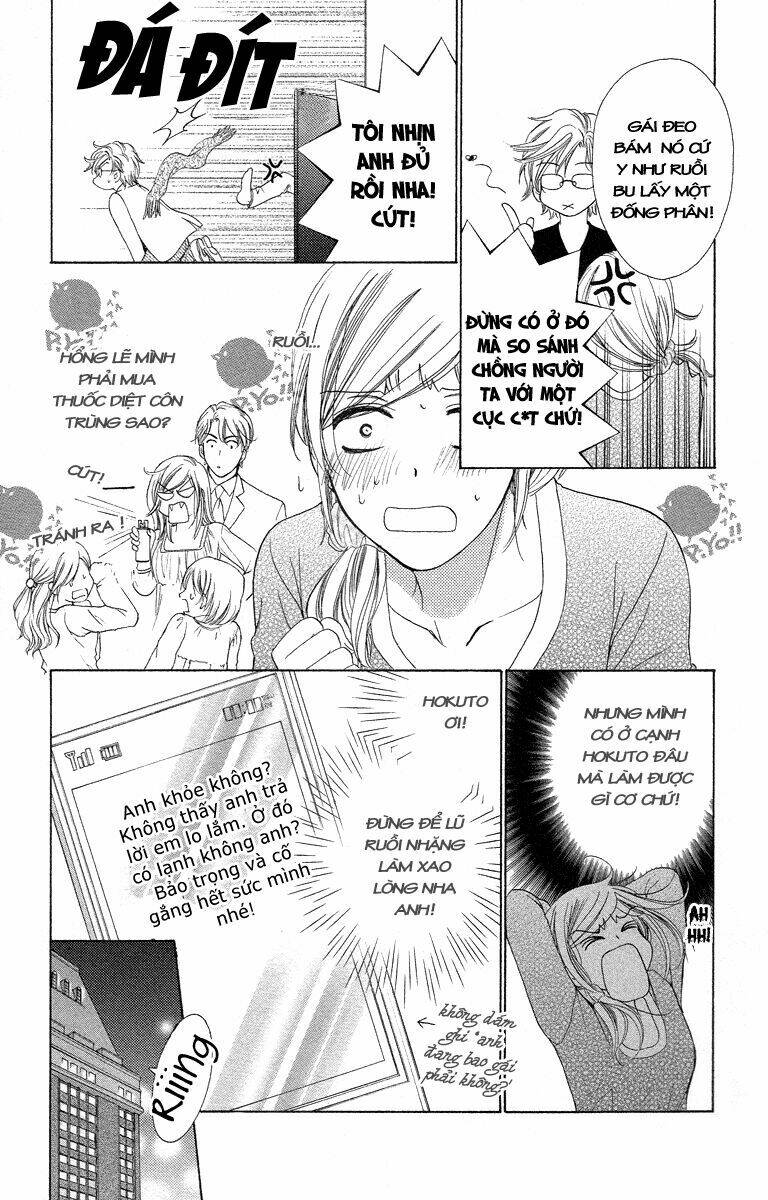 GÁI ĐEO
BÁM NÓ CỨ
Y NHƯ RUỒI
BU LẤY MỘT
ĐỐNG PHÂN!
ĐỪNG CÓ Ở ĐÓ
MÀ SO SÁNH
CHỒNG NGƯỜI
TA VỚI MỘT
CỤC C*T CHỨ!
TÔI NHỊN
ANH ĐỦ
RỒI NHA!
CÚT!
ĐÁ ĐÍT
RUỒI...
P.Yo!!
P.Yo!!
P.Yo!!
P.Yo!!
HỔNG LẼ MÌNH
PHẢI MUA
THUỐC DIỆT CÔN
TRÙNG SAO?
CÚT!
TRÁNH RA !
NHƯNG MÌNH
CÓ Ở CẠNH
HOKUTO ĐÂU
MÀ LÀM ĐƯỢC
GÌ CƠ CHỨ!
AH
HH!
HOKUTO
ƠI!
ĐỪNG ĐỂ LŨ
RUỒI NHẶNG
LÀM XAO
LÒNG NHA
ANH!
Anh khỏe không?
Không thấy anh trả
lời em lo lắm. Ở đó
có lạnh không anh?
Bảo trọng và cố
gắng hết sức mình
nhé!
không dám
ghi "anh
đang bao gái
phải không?"
...
Riiing